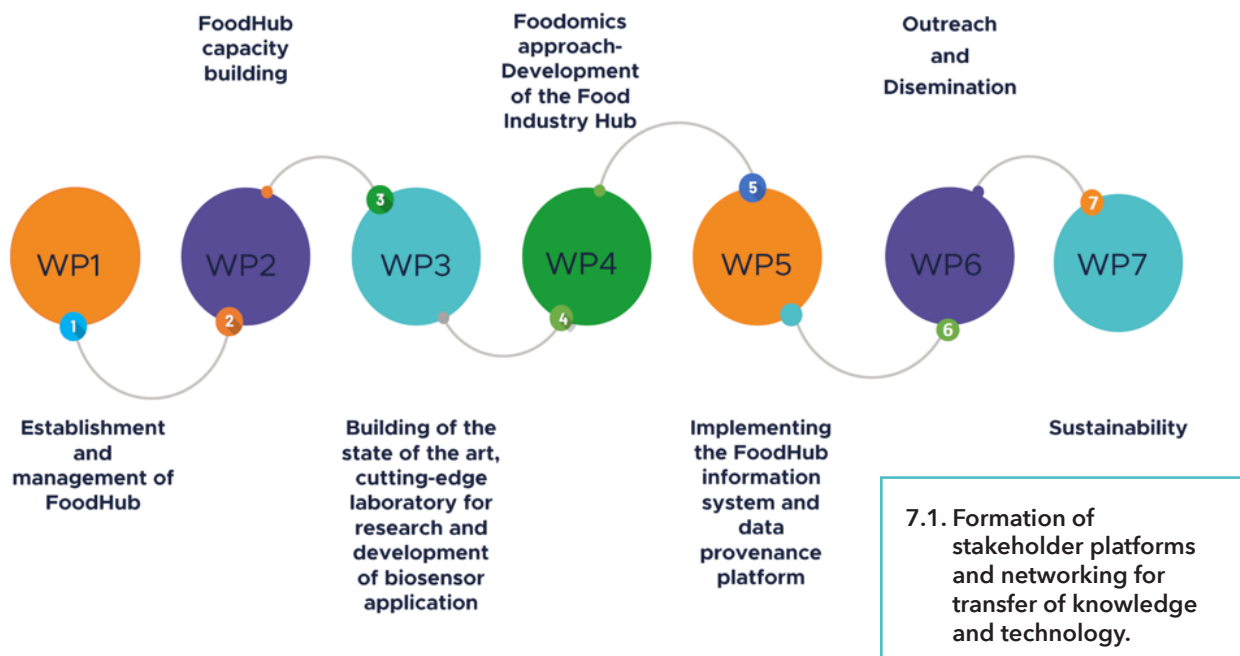 FoodHub
capacity
building
Foodomics
approach-
Development
of the Food
Industry Hub
Outreach
and
Disemination
WP1
WP2
WP3
WP4
WP5
WP6
WP7
1
2
3
4
5
6
7
Establishment
and
management of
FoodHub
Building of the
state of the art,
cutting-edge
laboratory for
research and
development
of biosensor
application
Implementing
the FoodHub
information
system and
data
provenance
platform
Sustainability
7.1. Formation of
stakeholder platforms
and networking for
transfer of knowledge
and technology.